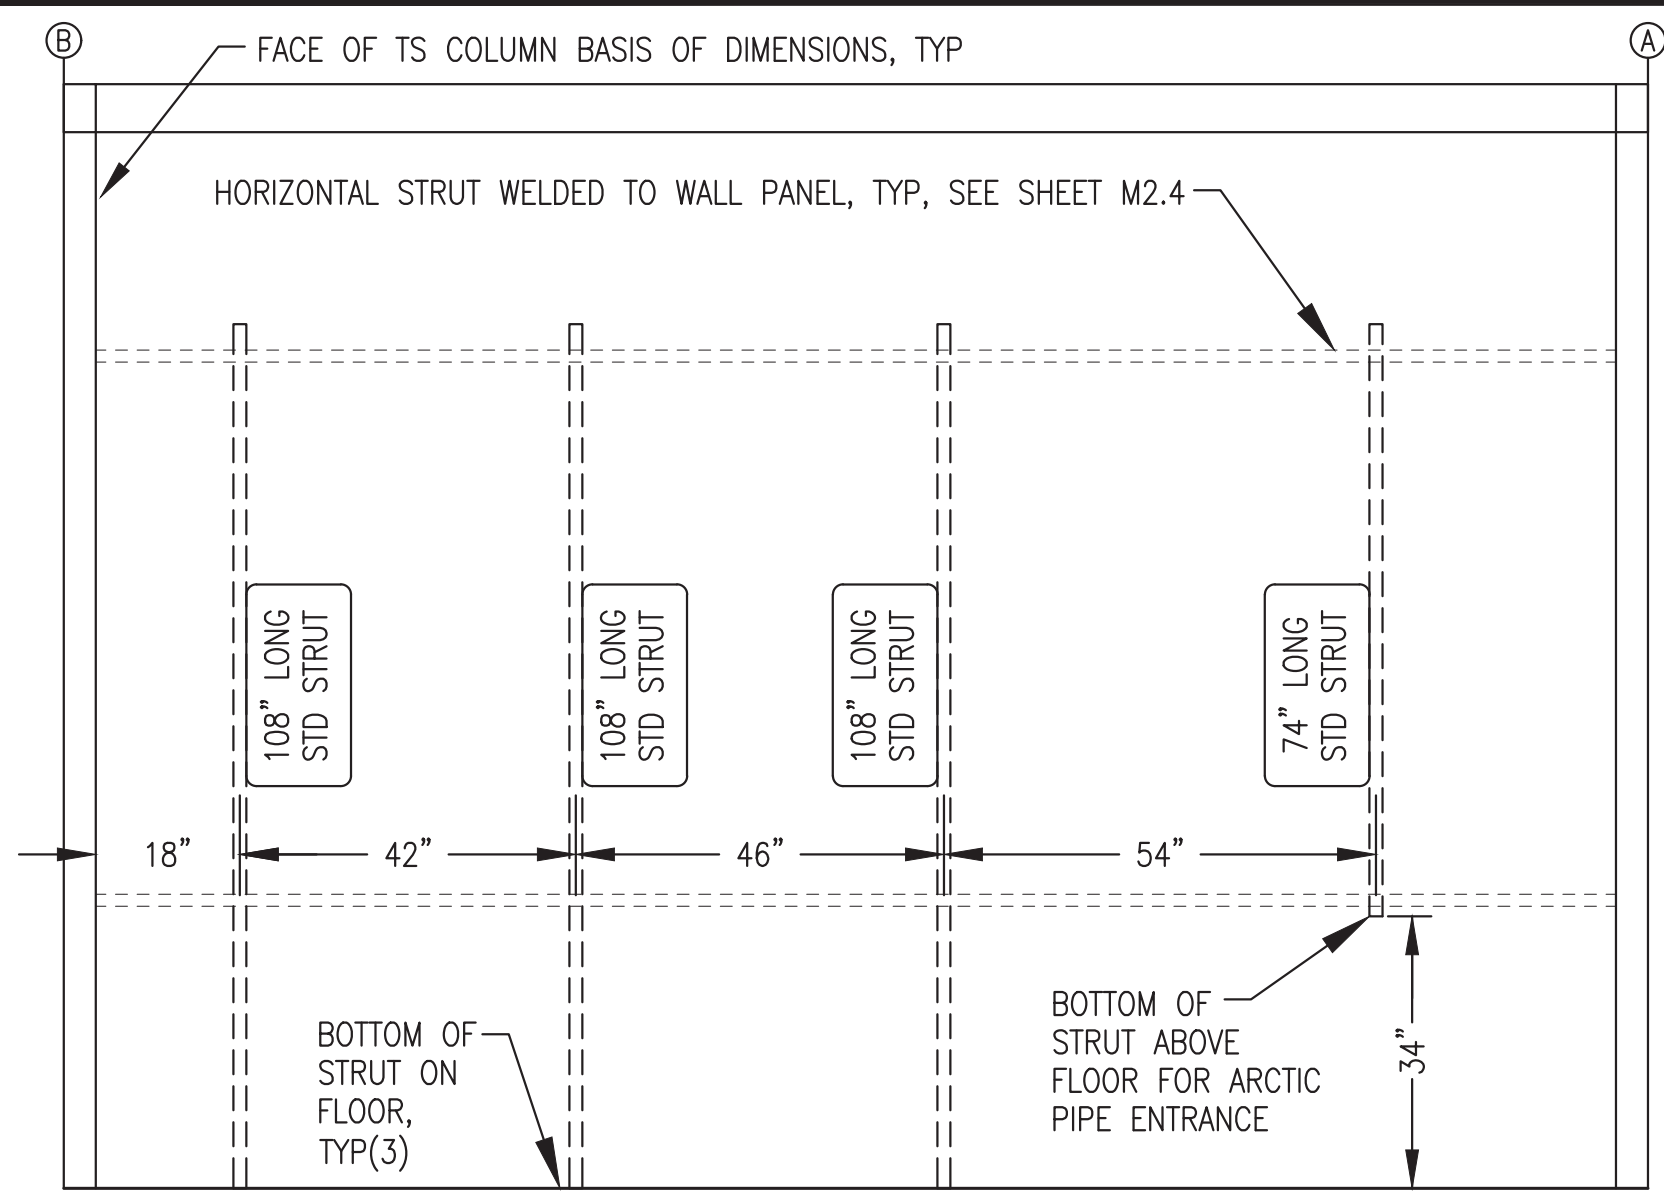 B
FACE OF TS COLUMN BASIS OF DIMENSIONS, TYP
A
HORIZONTAL STRUT WELDED TO WALL PANEL, TYP, SEE SHEET M2.4
108" LONG
STD STRUT
108" LONG
STD STRUT
108" LONG
STD STRUT
74" LONG
STD STRUT
18"
42"
46"
54"
BOTTOM OF
STRUT ON
FLOOR,
TYP(3)
BOTTOM OF
STRUT ABOVE
FLOOR FOR ARCTIC
PIPE ENTRANCE
34"